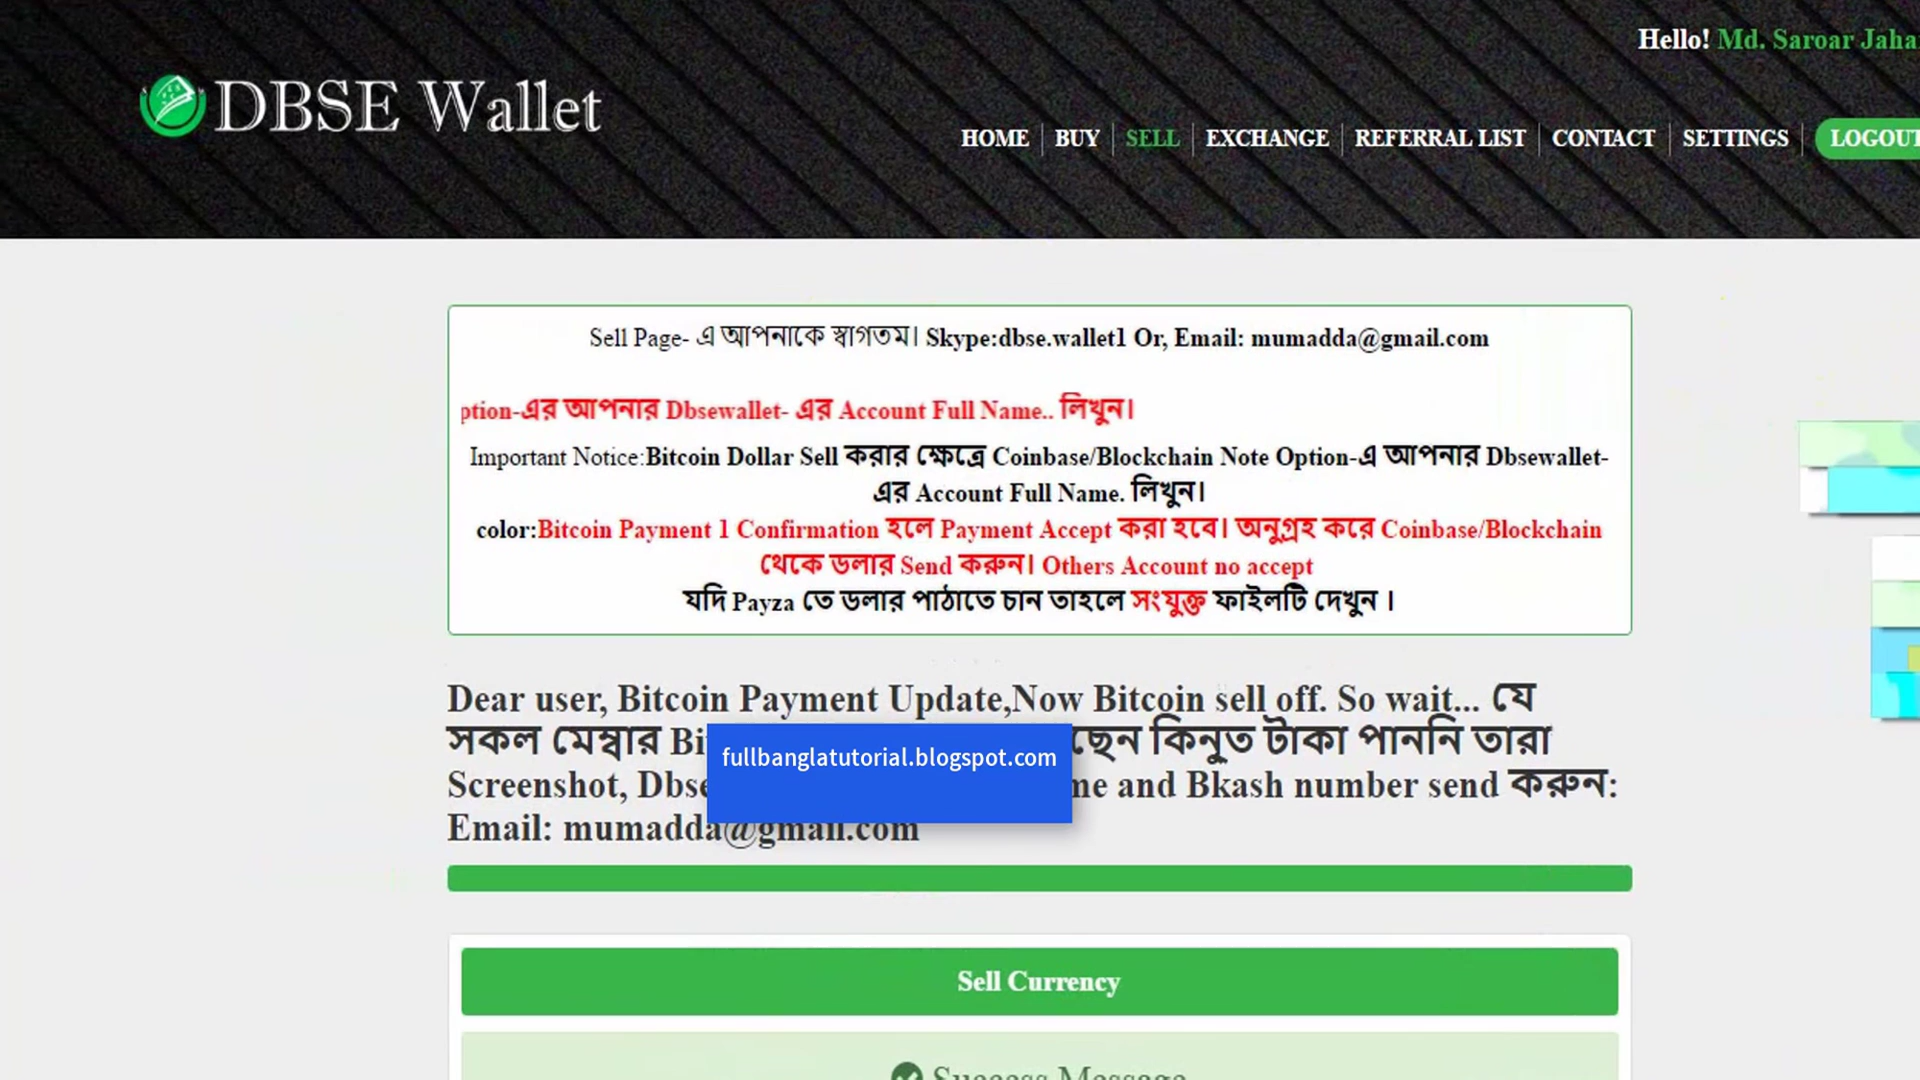 Hello! Md. Saroar Jaha
DBSE Wallet
HOME BUY SELL EXCHANGE REFERRAL LIST CONTACT SETTINGS LOGOUT
Sell Page- এ আপনাকে স্বাগতম। Skype:dbse.wallet1 Or, Email: mumadda@gmail.com
ption-এর আপনার Dbsewallet- এর Account Full Name.. লিখুন।
Important Notice:Bitcoin Dollar Sell করার ক্ষেত্রে Coinbase/Blockchain Note Option-এ আপনার Dbsewallet-
এর Account Full Name. লিখুন।
color:Bitcoin Payment 1 Confirmation হলে Payment Accept করা হবে। অনুগ্রহ করে Coinbase/Blockchain
থেকে ডলার Send করুন। Others Account no accept
যদি Payza তে ডলার পাঠাতে চান তাহলে সংযুক্ত ফাইলটি দেখুন ।
Dear user, Bitcoin Payment Update,Now Bitcoin sell off. So wait... যে
সকল মেম্বার Bi ছেন কিনুত টাকা পাননি তারা
fullbanglatutorial.blogspot.com
Screenshot, Dbse me and Bkash number send করুন:
Email: mumadda@gmail.com
Sell Currency
Success Message